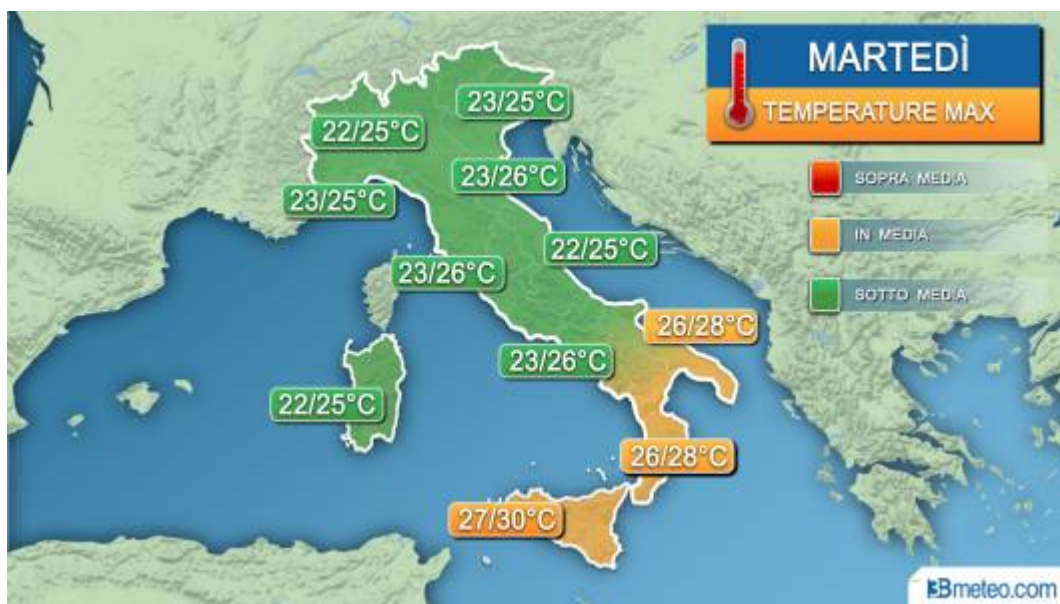 MARTEDÌ
TEMPERATURE MAX
SOPRA MEDIA
IN MEDIA
SOTTO MEDIA
23/25°C
22/25°C
23/26°C
23/25°C
22/25°C
23/26°C
26/28°C
23/26°C
22/25°C
26/28°C
27/30°C
3Bmeteo.com